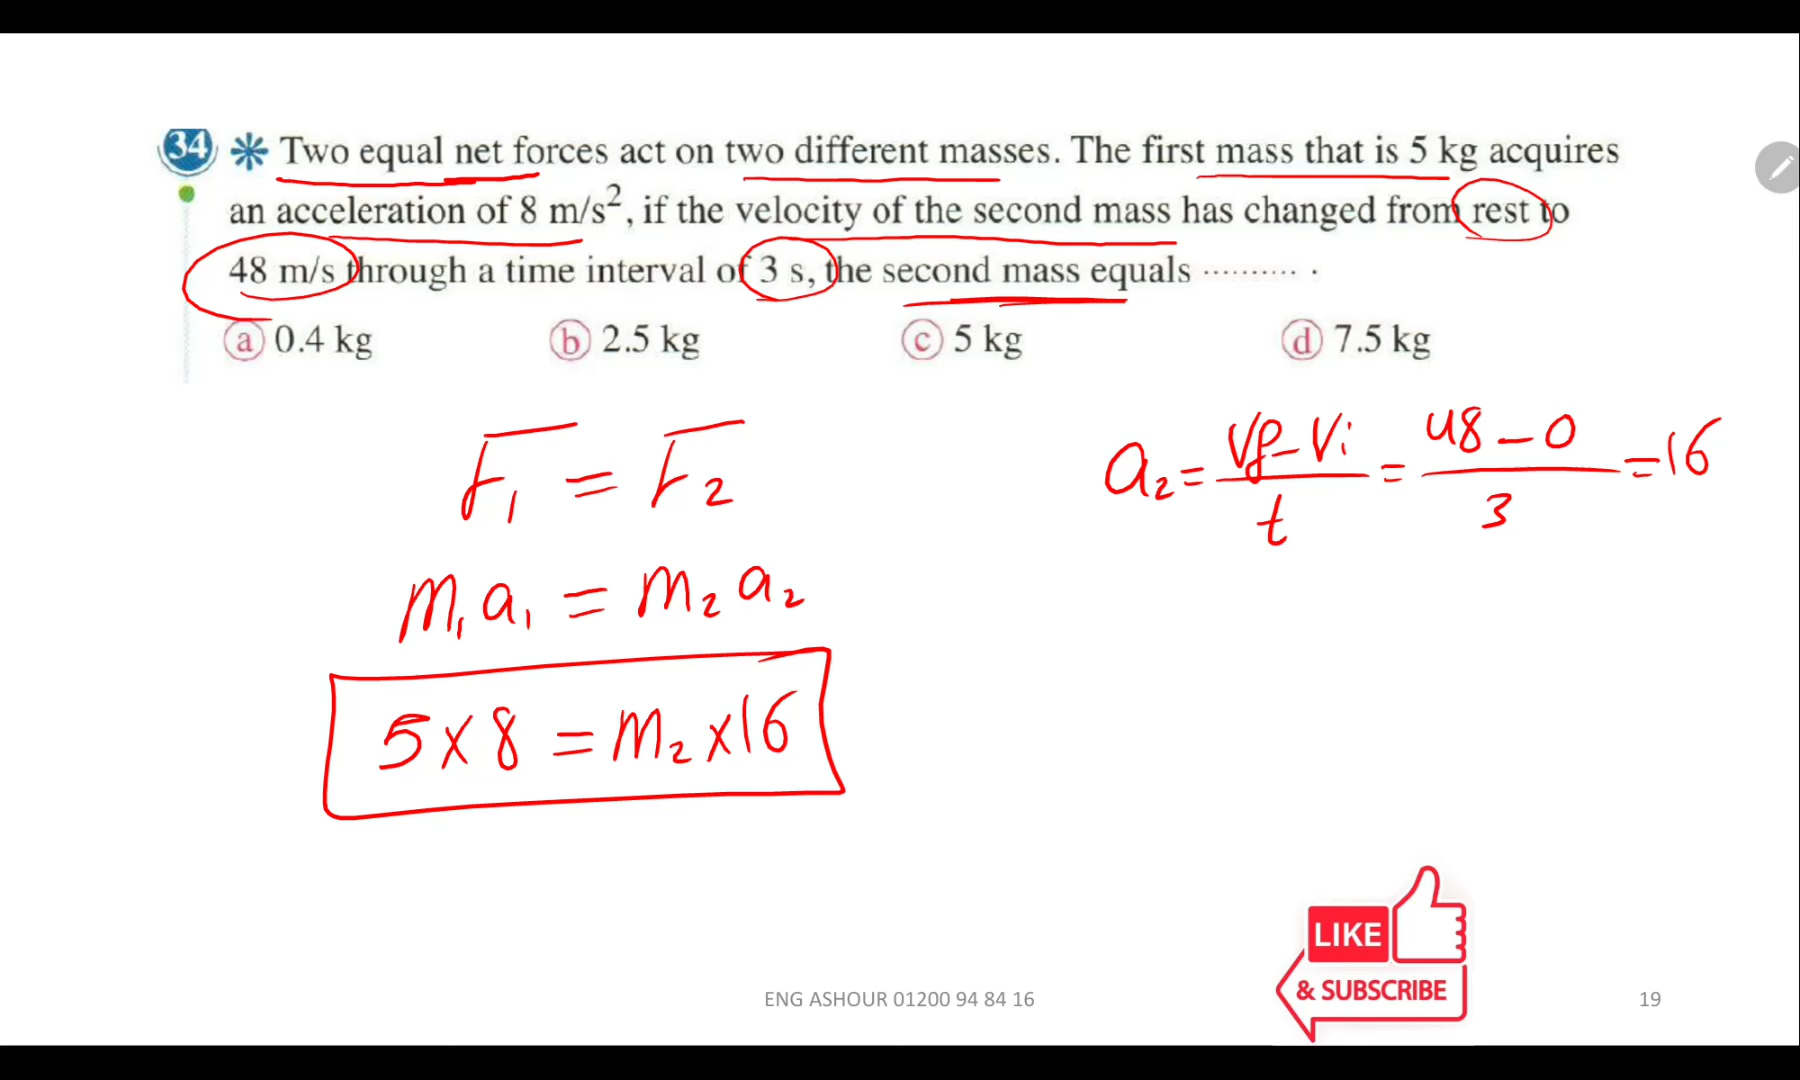 34 * Two equal net forces act on two different masses. The first mass that is 5 kg acquires
an acceleration of 8 m/s², if the velocity of the second mass has changed from rest to
48 m/s through a time interval of 3 s, the second mass equals .......... .
a 0.4 kg b 2.5 kg c 5 kg d 7.5 kg
F₁ = F₂
a₂ = (Vf - Vi)/t = (48 - 0)/3 = 16
m₁ a₁ = m₂ a₂
5 × 8 = m₂ × 16
LIKE
& SUBSCRIBE
ENG ASHOUR 01200 94 84 16
19